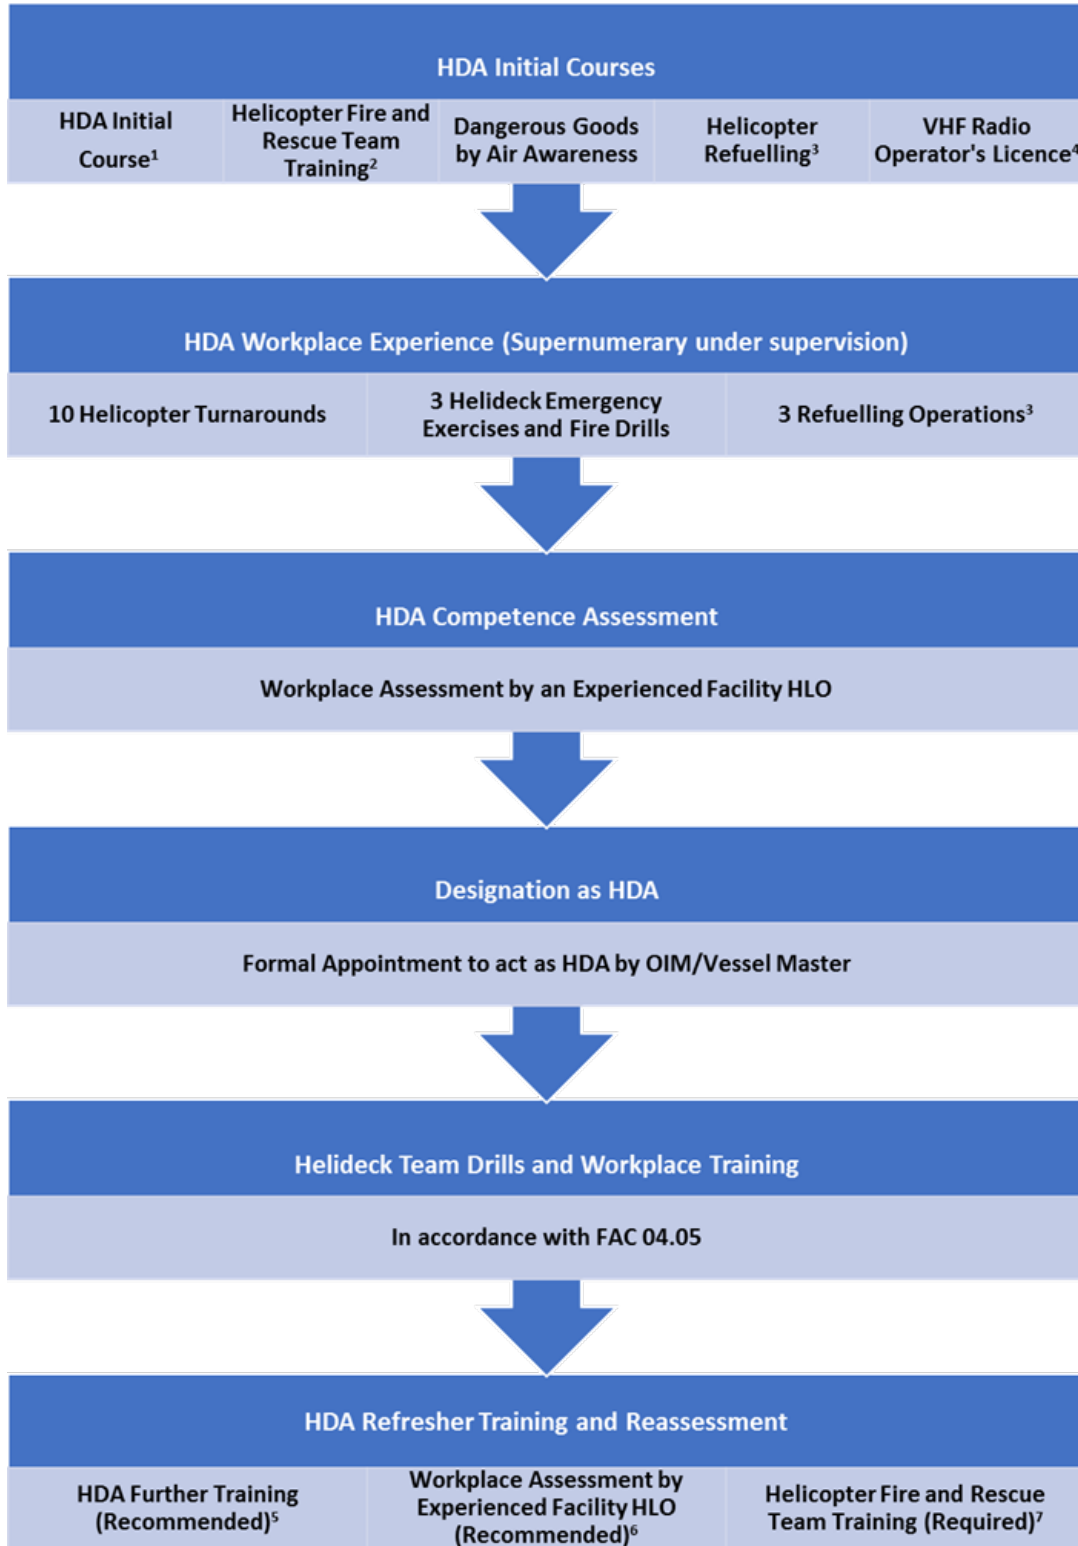 HDA Initial Courses
HDA Initial
Course¹
Helicopter Fire and
Rescue Team
Training²
Dangerous Goods
by Air Awareness
Helicopter
Refuelling³
VHF Radio
Operator's Licence⁴
HDA Workplace Experience (Supernumerary under supervision)
10 Helicopter Turnarounds
3 Helideck Emergency
Exercises and Fire Drills
3 Refuelling Operations³
HDA Competence Assessment
Workplace Assessment by an Experienced Facility HLO
Designation as HDA
Formal Appointment to act as HDA by OIM/Vessel Master
Helideck Team Drills and Workplace Training
In accordance with FAC 04.05
HDA Refresher Training and Reassessment
HDA Further Training
(Recommended)⁵
Workplace Assessment by
Experienced Facility HLO
(Recommended)⁶
Helicopter Fire and Rescue
Team Training (Required)⁷